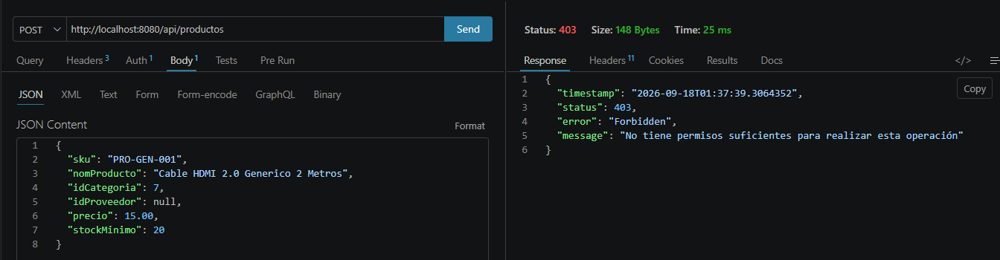 POST http://localhost:8080/api/productos Send
Query Headers 3 Auth 1 Body 1 Tests Pre Run
JSON XML Text Form Form-encode GraphQL Binary
JSON Content Format
1 {
2 "sku": "PRO-GEN-001",
3 "nomProducto": "Cable HDMI 2.0 Generico 2 Metros",
4 "idCategoria": 7,
5 "idProveedor": null,
6 "precio": 15.00,
7 "stockMinimo": 20
8 }
Status: 403 Size: 148 Bytes Time: 25 ms
Response Headers 11 Cookies Results Docs </>
1 {
Copy
2 "timestamp": "2026-09-18T01:37:39.3064352",
3 "status": 403,
4 "error": "Forbidden",
5 "message": "No tiene permisos suficientes para realizar esta operación"
6 }